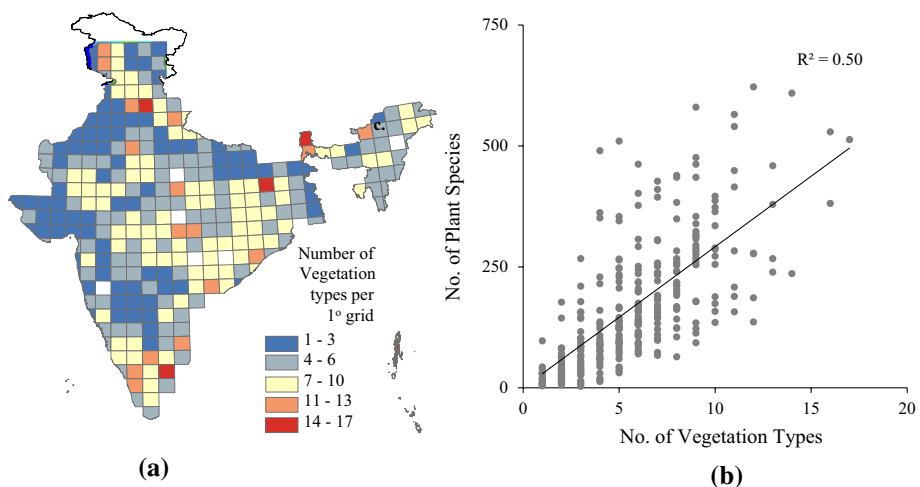 c.
Number of
Vegetation
types per
1° grid
1 - 3
4 - 6
7 - 10
11 - 13
14 - 17
(a)
No. of Plant Species
750
500
250
0
R² = 0.50
0 5 10 15 20
No. of Vegetation Types
(b)